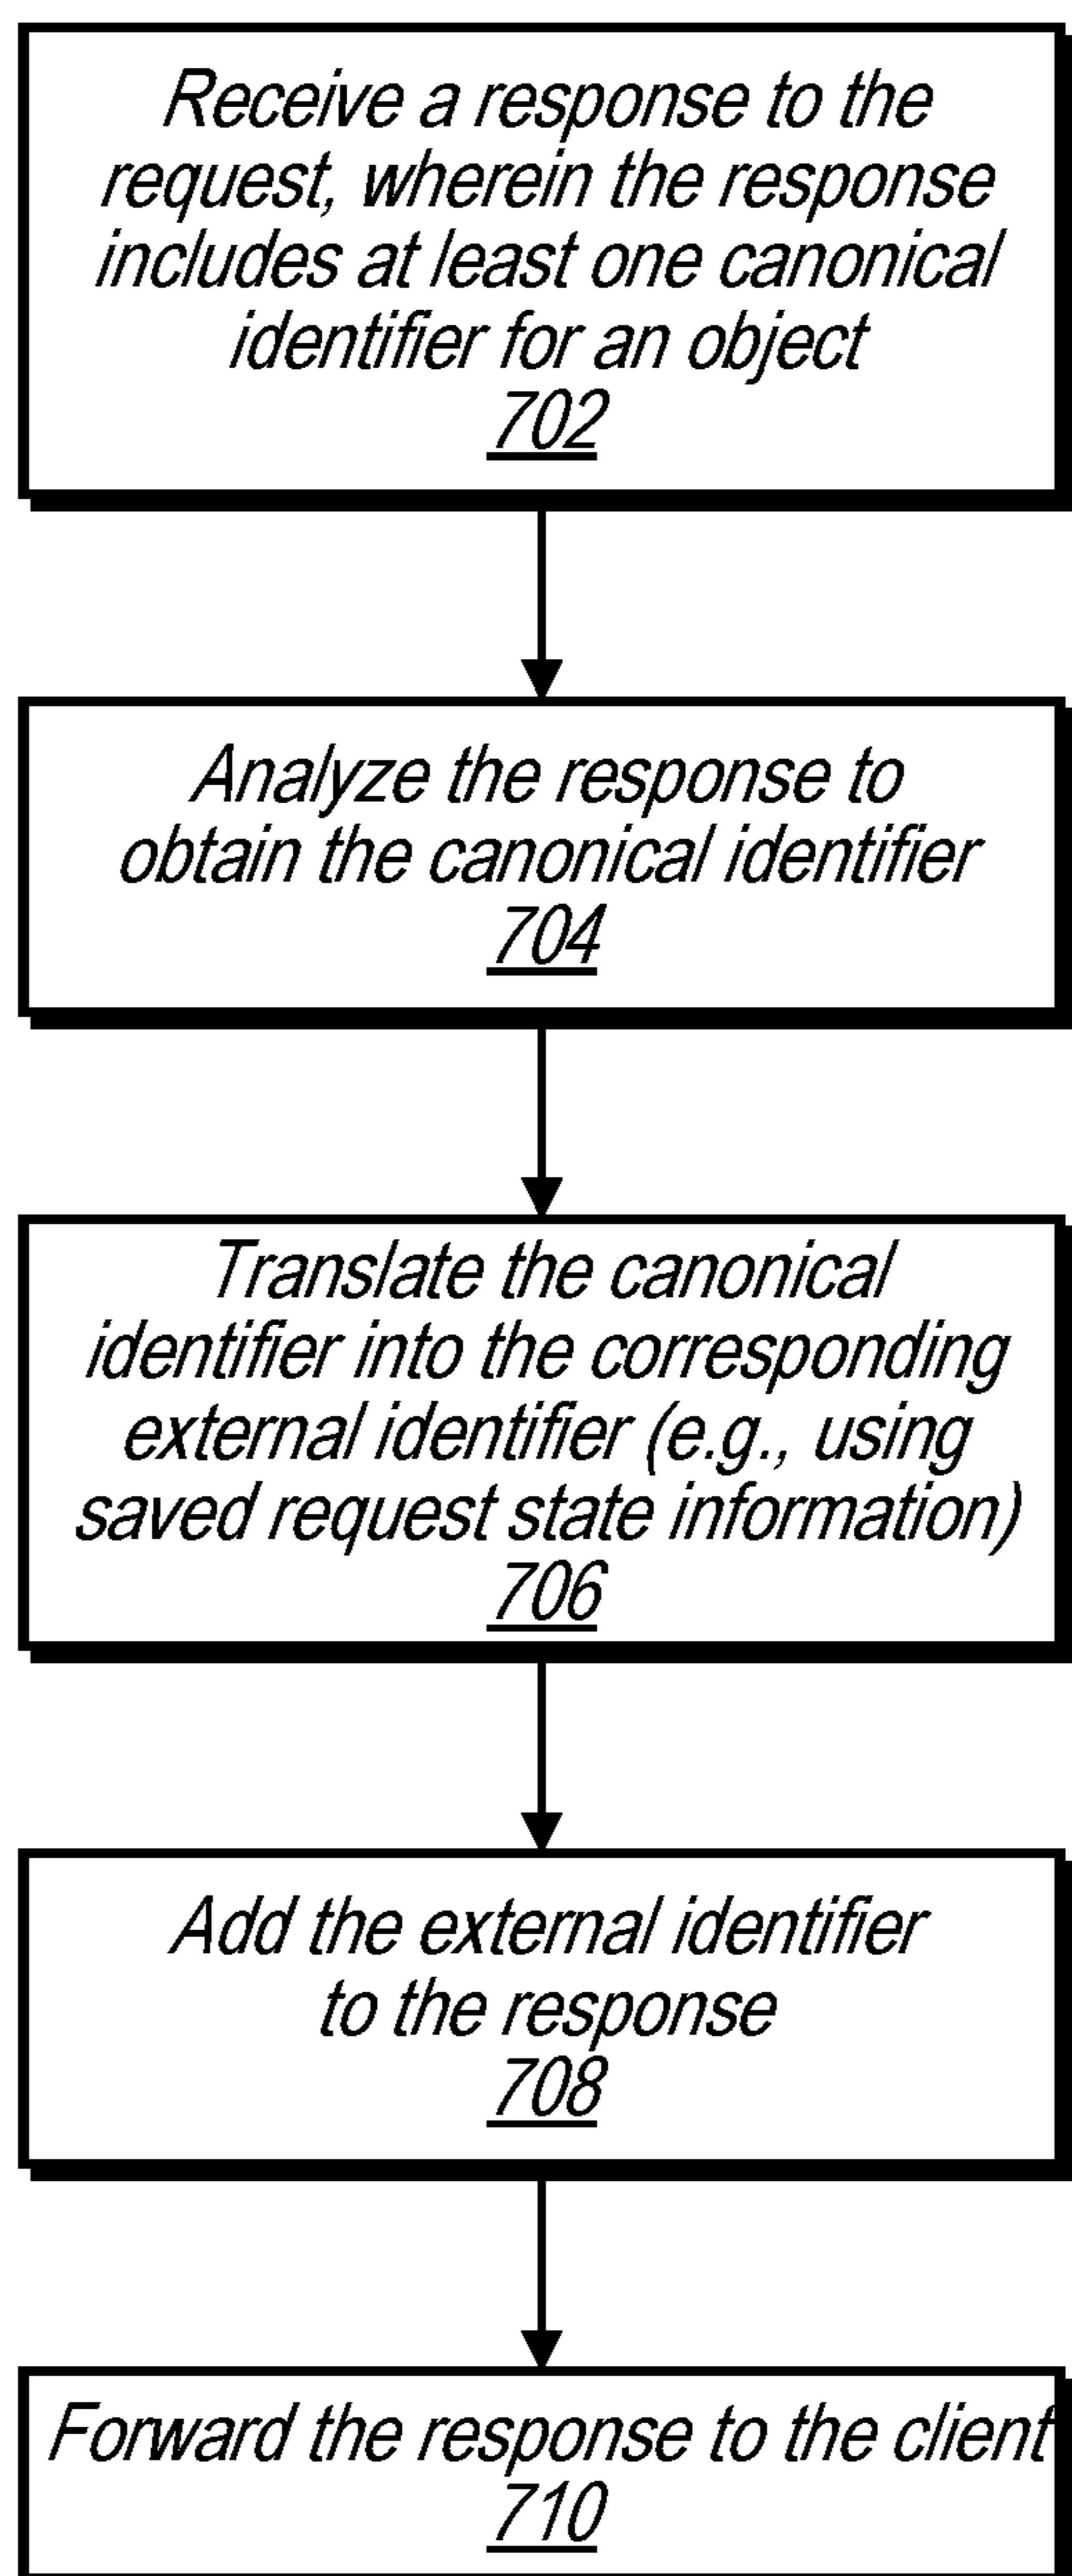 Receive a response to the
request, wherein the response
includes at least one canonical
identifier for an object
702
Analyze the response to
obtain the canonical identifier
704
Translate the canonical
identifier into the corresponding
external identifier (e.g., using
saved request state information)
706
Add the external identifier
to the response
708
Forward the response to the client
710